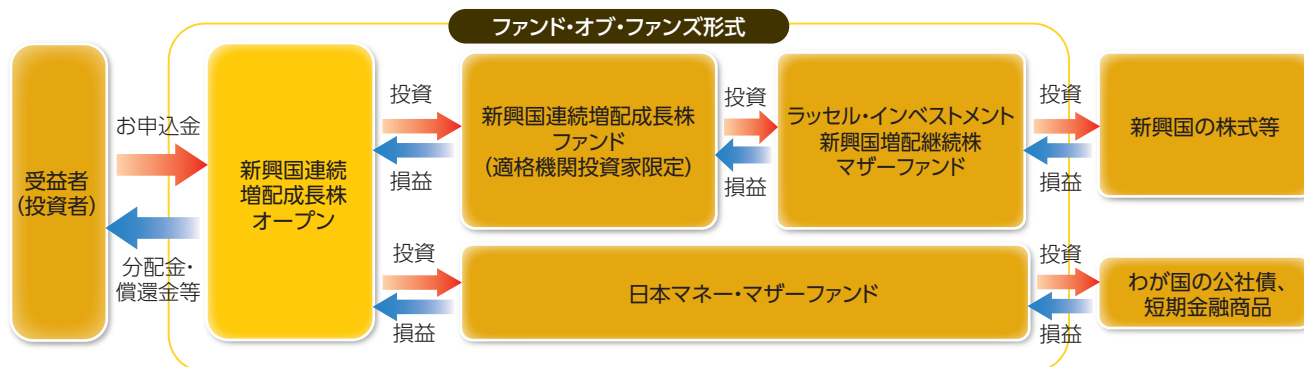 ファンド・オブ・ファンズ形式
受益者
(投資者)
お申込金
分配金・
償還金等
新興国連続
増配成長株
オープン
投資
損益
新興国連続増配成長株
ファンド
(適格機関投資家限定)
投資
損益
ラッセル・インベストメント
新興国増配継続株
マザーファンド
投資
損益
新興国の株式等
投資
損益
日本マネー・マザーファンド
投資
損益
わが国の公社債、
短期金融商品